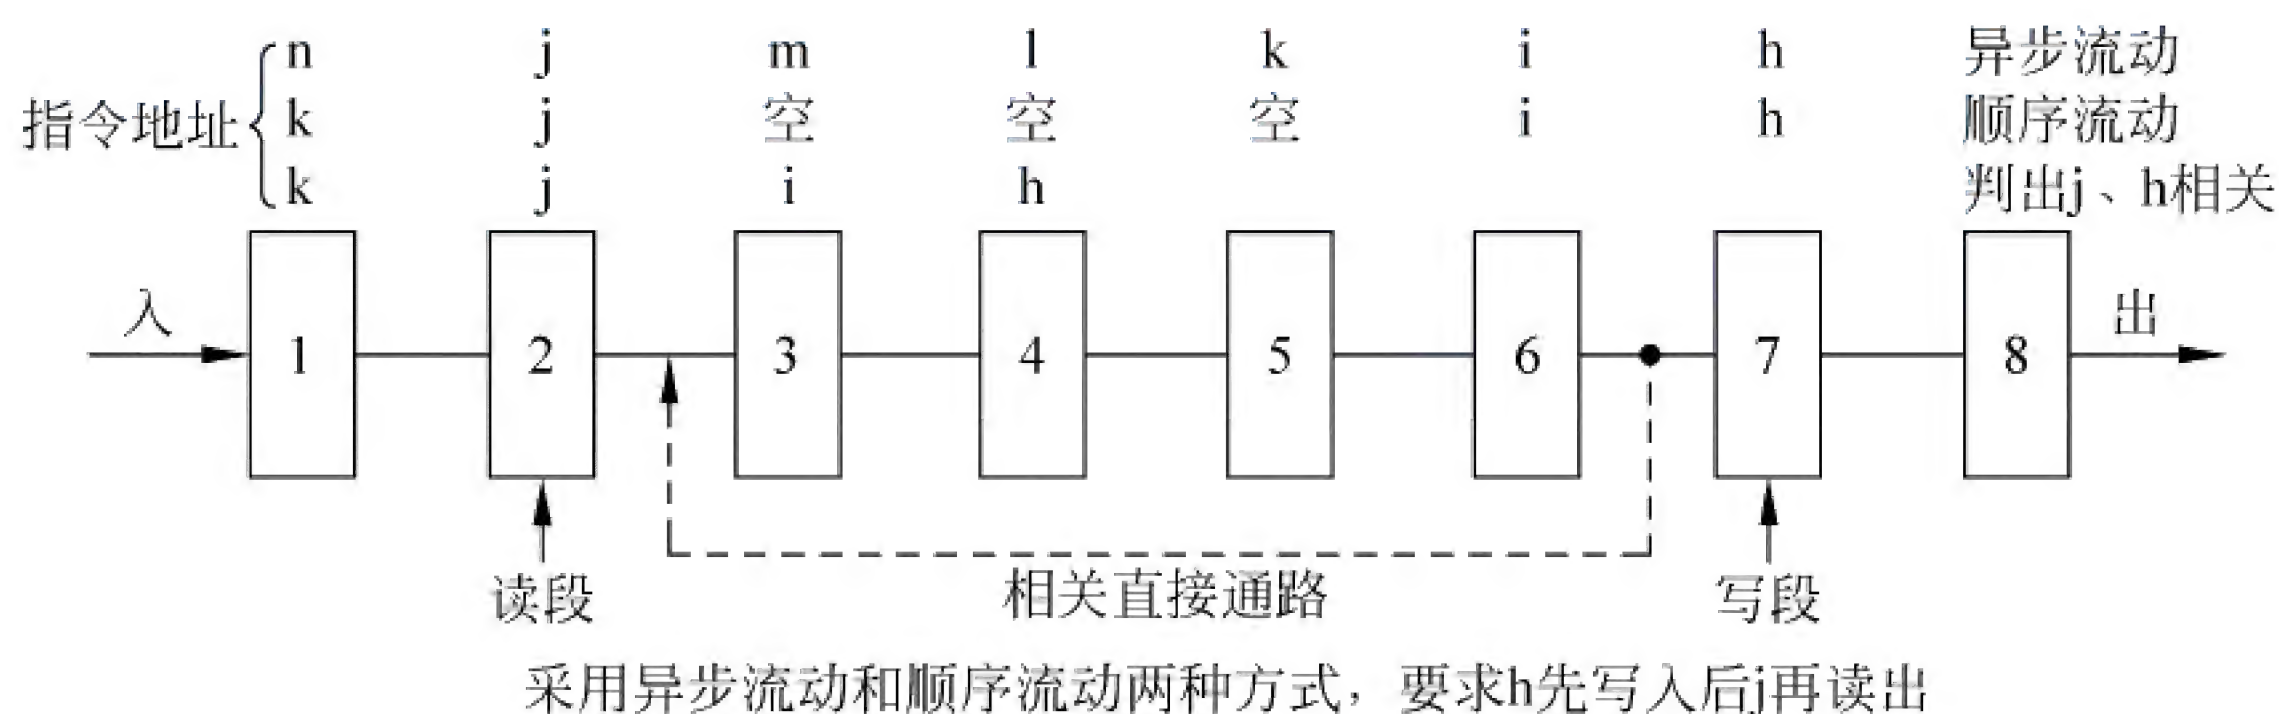 n j m l k i h 异步流动
指令地址 k j 空 空 空 i h 顺序流动
k j i h 判出j、h相关
入 1 2 3 4 5 6 7 8 出
读段 相关直接通路 写段
采用异步流动和顺序流动两种方式，要求h先写入后j再读出